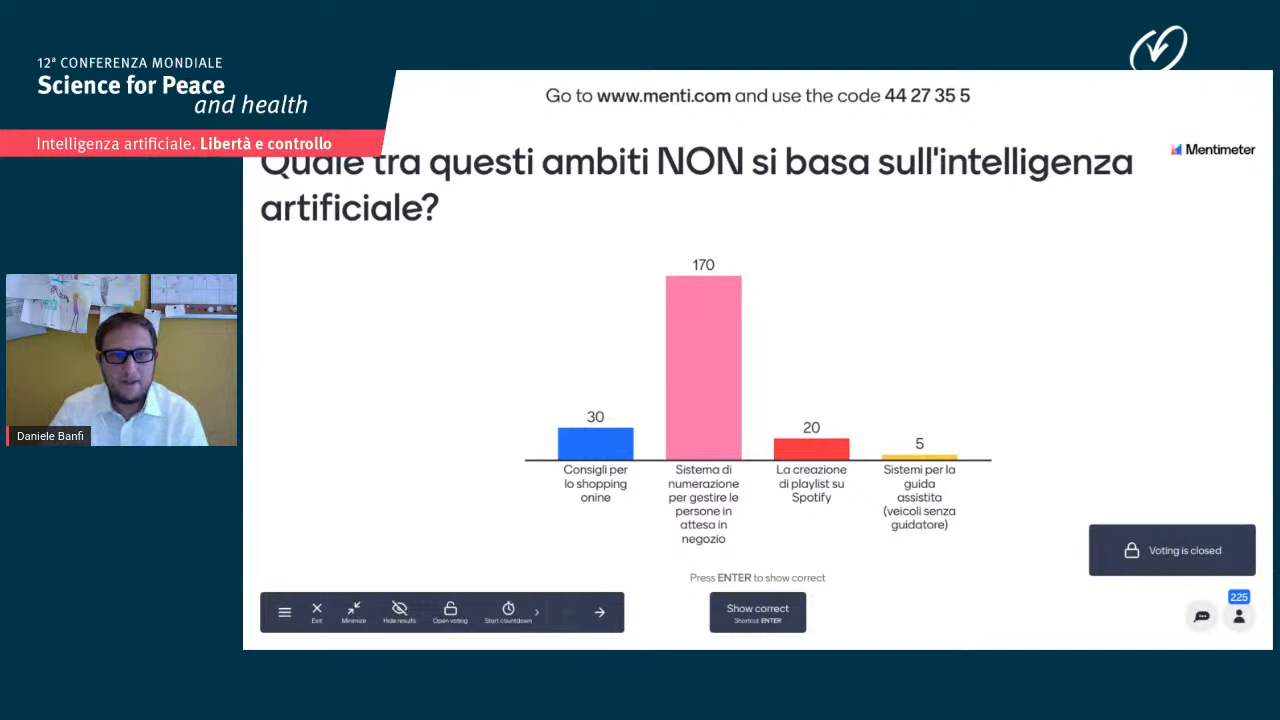 12ª CONFERENZA MONDIALE
Science for Peace
and health
Intelligenza artificiale. Libertà e controllo
Go to www.menti.com and use the code 44 27 35 5
Mentimeter
Quale tra questi ambiti NON si basa sull'intelligenza
artificiale?
30
170
20
5
Consigli per
lo shopping
onine
Sistema di
numerazione
per gestire le
persone in
attesa in
negozio
La creazione
di playlist su
Spotify
Sistemi per la
guida
assistita
(veicoli senza
guidatore)
Daniele Banfi
Voting is closed
Press ENTER to show correct
Exit
Minimize
Hide results
Open voting
Start countdown
Show correct
Shortcut ENTER
225